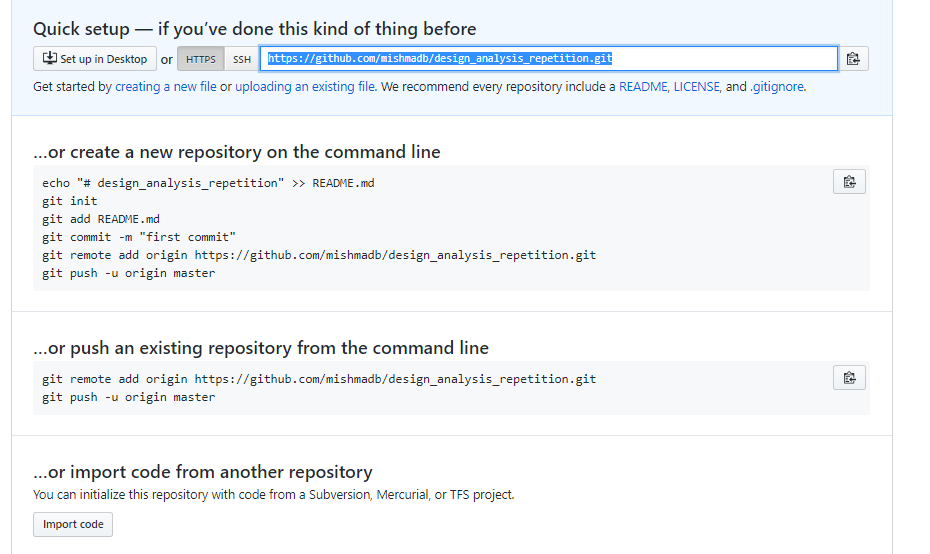 Quick setup — if you've done this kind of thing before
Set up in Desktop or HTTPS SSH https://github.com/mishmadb/design_analysis_repetition.git
Get started by creating a new file or uploading an existing file. We recommend every repository include a README, LICENSE, and .gitignore.
…or create a new repository on the command line
echo "# design_analysis_repetition" >> README.md
git init
git add README.md
git commit -m "first commit"
git remote add origin https://github.com/mishmadb/design_analysis_repetition.git
git push -u origin master
…or push an existing repository from the command line
git remote add origin https://github.com/mishmadb/design_analysis_repetition.git
git push -u origin master
…or import code from another repository
You can initialize this repository with code from a Subversion, Mercurial, or TFS project.
Import code